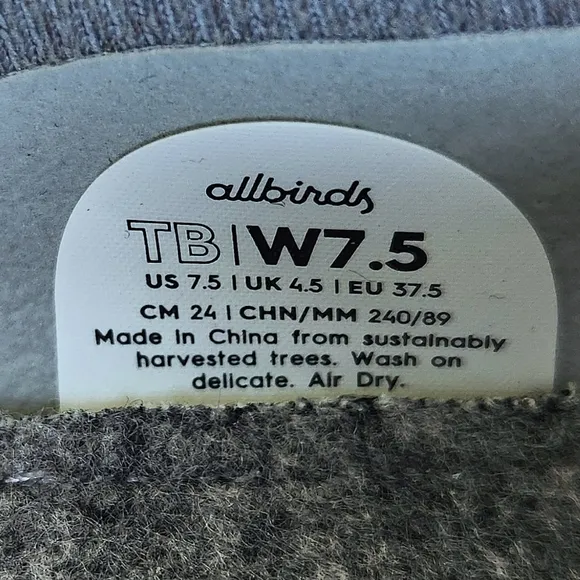 allbirds
TB | W7.5
US 7.5 | UK 4.5 | EU 37.5
CM 24 | CHN/MM 240/89
Made in China from sustainably
harvested trees. Wash on
delicate. Air Dry.